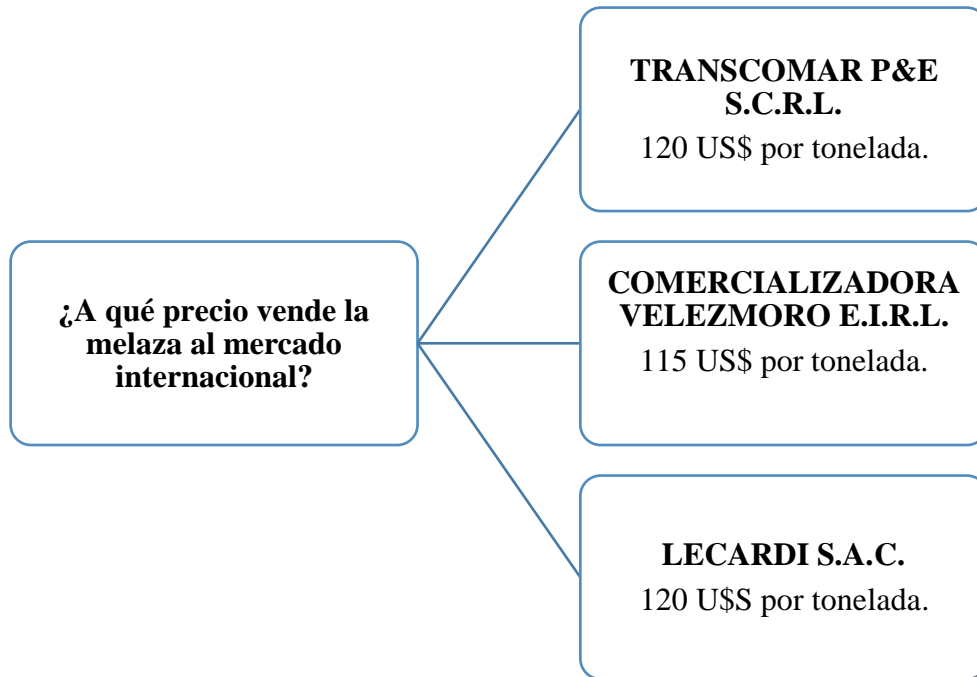 ¿A qué precio vende la
melaza al mercado
internacional?
TRANSCOMAR P&E
S.C.R.L.
120 US$ por tonelada.
COMERCIALIZADORA
VELEZMORO E.I.R.L.
115 US$ por tonelada.
LECARDI S.A.C.
120 U$S por tonelada.